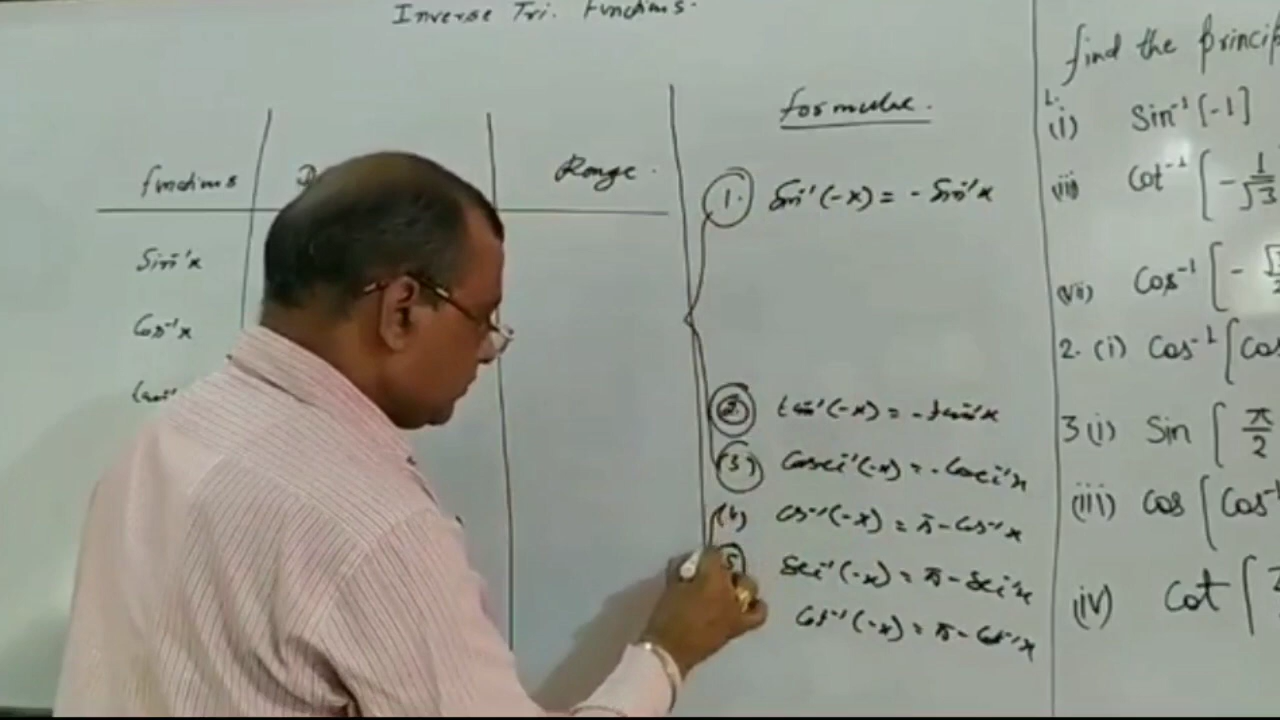 Inverse Tri. Functions.
functions
Range.
Sin⁻¹x
Cos⁻¹x
formulae.
1. Sin⁻¹(-x) = - Sin⁻¹x
2. tan⁻¹(-x) = - tan⁻¹x
(3) Cosec⁻¹(-x) = - Cosec⁻¹x
(4) Cos⁻¹(-x) = π - Cos⁻¹x
5 Sec⁻¹(-x) = π - Sec⁻¹x
Cot⁻¹(-x) = π - Cot⁻¹x
find the
1.
(i) Sin⁻¹[-1]
(iii) Cot⁻¹[-1/√3
(vii) Cos⁻¹[-
2. (i) Cos⁻¹[Cos
3 (i) Sin[π/2
(iii) Cos[Cos⁻¹
(iv) Cot[